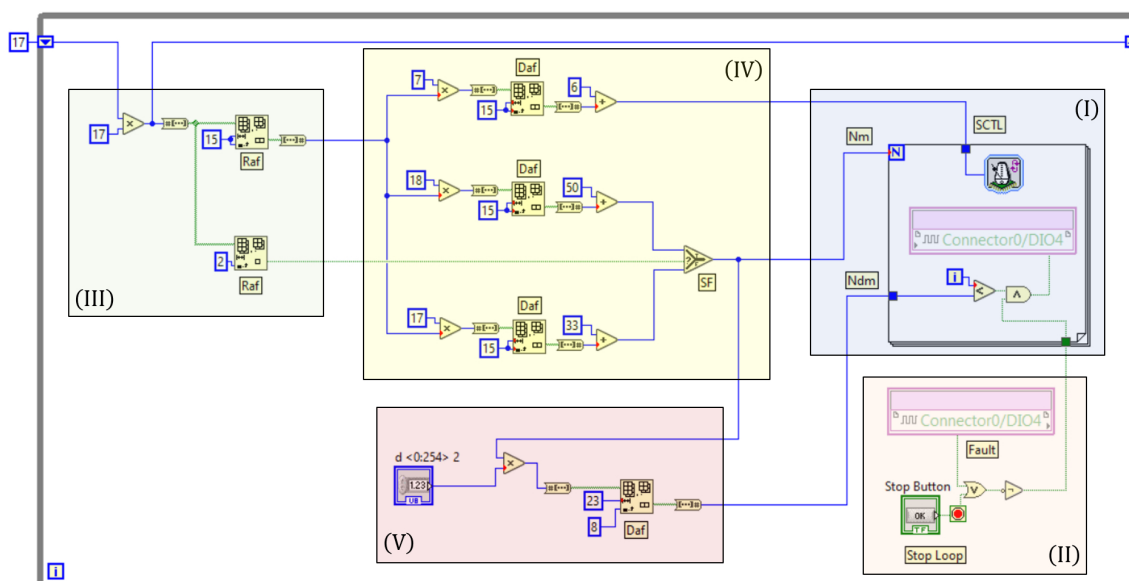 17
17
(III)
15
Raf
2
Raf
(IV)
7
Daf
15
6
+
18
Daf
15
50
+
SF
17
Daf
15
33
+
(I)
Nm
N
SCTL
Connector0/DIO4
Ndm
i
<
∧
Connector0/DIO4
Fault
Stop Button
OK
TF
V
Stop Loop
(II)
d <0:254> 2
1.23
U8
×
23
8
Daf
(V)
i